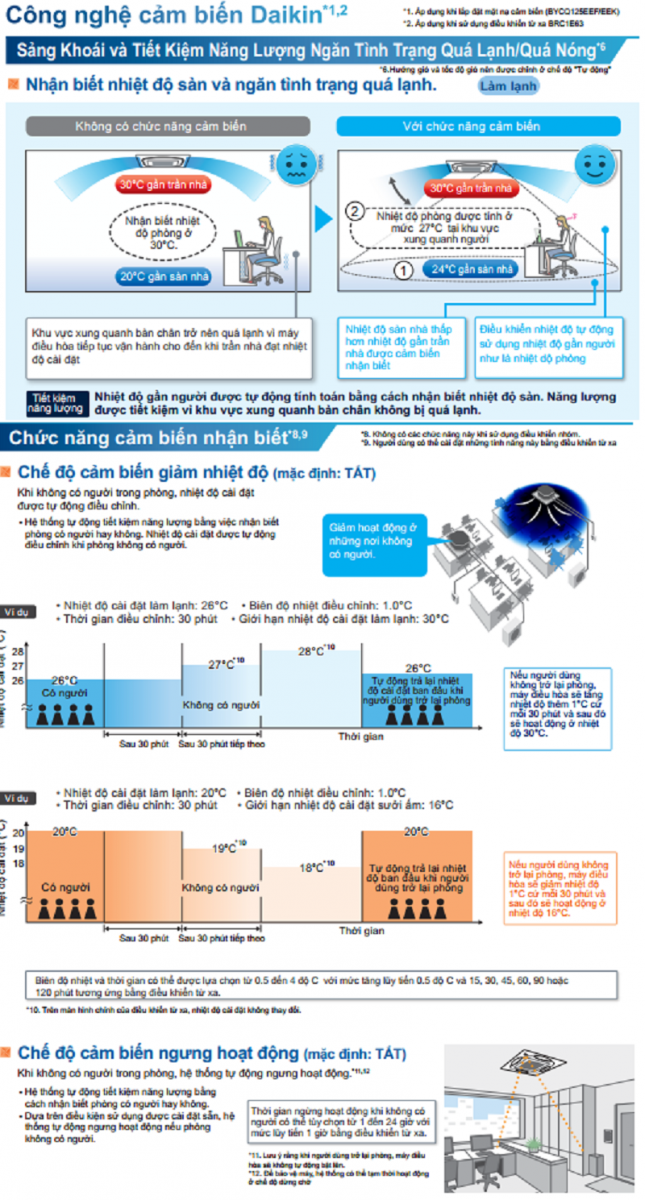 Công nghệ cảm biến Daikin*1,2
*1. Áp dụng khi lắp đặt mặt nạ cảm biến (BYCQ125EEF/EEK)
*2. Áp dụng khi sử dụng điều khiển từ xa BRC1E63
Sảng Khoái và Tiết Kiệm Năng Lượng Ngăn Tình Trạng Quá Lạnh/Quá Nóng*6
*6.Hướng gió và tốc độ gió nên được chỉnh ở chế độ "Tự động"
Nhận biết nhiệt độ sàn và ngăn tình trạng quá lạnh.
Làm lạnh
Không có chức năng cảm biến
30°C gần trần nhà
Nhận biết nhiệt
độ phòng ở
30°C.
20°C gần sàn nhà
Khu vực xung quanh bàn chân trở nên quá lạnh vì máy
điều hòa tiếp tục vận hành cho đến khi trần nhà đạt nhiệt
độ cài đặt
Với chức năng cảm biến
30°C gần trần nhà
2
Nhiệt độ phòng được tính ở
mức 27°C tại khu vực
xung quanh người
1
24°C gần sàn nhà
Nhiệt độ sàn nhà thấp
hơn nhiệt độ gần trần
nhà được cảm biến
nhận biết
Điều khiển nhiệt độ tự động
sử dụng nhiệt độ gần người
như là nhiệt độ phòng
Tiết kiệm
năng lượng
Nhiệt độ gần người được tự động tính toán bằng cách nhận biết nhiệt độ sàn. Năng lượng
được tiết kiệm vì khu vực xung quanh bàn chân không bị quá lạnh.
Chức năng cảm biến nhận biết*8,9
*8. Không có các chức năng này khi sử dụng điều khiển nhóm.
*9. Người dùng có thể cài đặt những tính năng này bằng điều khiển từ xa
Chế độ cảm biến giảm nhiệt độ (mặc định: TẮT)
Khi không có người trong phòng, nhiệt độ cài đặt
được tự động điều chỉnh.
• Hệ thống tự động tiết kiệm năng lượng bằng việc nhận biết
phòng có người hay không. Nhiệt độ cài đặt được tự động
điều chỉnh khi phòng không có người.
Giảm hoạt động ở
những nơi không
có người.
Ví dụ
• Nhiệt độ cài đặt làm lạnh: 26°C • Biên độ nhiệt điều chỉnh: 1.0°C
• Thời gian điều chỉnh: 30 phút • Giới hạn nhiệt độ cài đặt làm lạnh: 30°C
Nhiệt độ cài đặt (°C)
28
27
26
26°C
Có người
27°C*10
Không có người
28°C*10
26°C
Tự động trả lại nhiệt
độ cài đặt ban đầu khi
người dùng trở lại phòng
Sau 30 phút
Sau 30 phút tiếp theo
Thời gian
Nếu người dùng
không trở lại phòng,
máy điều hòa sẽ tăng
nhiệt độ thêm 1°C cứ
mỗi 30 phút và sau đó
sẽ hoạt động ở nhiệt
độ 30°C.
Ví dụ
• Nhiệt độ cài đặt làm lạnh: 20°C • Biên độ nhiệt điều chỉnh: 1.0°C
• Thời gian điều chỉnh: 30 phút • Giới hạn nhiệt độ cài đặt sưởi ấm: 16°C
Nhiệt độ cài đặt (°C)
20
19
18
20°C
Có người
19°C*10
Không có người
18°C*10
20°C
Tự động trả lại nhiệt
độ ban đầu khi người
dùng trở lại phòng
Sau 30 phút
Sau 30 phút tiếp theo
Thời gian
Nếu người dùng không
trở lại phòng, máy điều
hòa sẽ giảm nhiệt độ
1°C cứ mỗi 30 phút và
sau đó sẽ hoạt động ở
nhiệt độ 16°C.
Biên độ nhiệt và thời gian có thể được lựa chọn từ 0.5 đến 4 độ C với mức tăng lũy tiến 0.5 độ C và 15, 30, 45, 60, 90 hoặc
120 phút tương ứng bằng điều khiển từ xa.
*10. Trên màn hình chính của điều khiển từ xa, nhiệt độ cài đặt không thay đổi.
Chế độ cảm biến ngưng hoạt động (mặc định: TẮT)
Khi không có người trong phòng, hệ thống tự động ngưng hoạt động.*11,12
• Hệ thống tự động tiết kiệm năng lượng bằng
cách nhận biết phòng có người hay không.
• Dựa trên điều kiện sử dụng được cài đặt sẵn, hệ
thống tự động ngưng hoạt động nếu phòng
không có người.
Thời gian ngừng hoạt động khi không có
người có thể tùy chọn từ 1 đến 24 giờ với
mức lũy tiến 1 giờ bằng điều khiển từ xa.
*11. Lưu ý rằng khi người dùng trở lại phòng, máy điều
hòa sẽ không tự động bật lên.
*12. Để bảo vệ máy, hệ thống có thể tạm thời hoạt động
ở chế độ dừng chờ